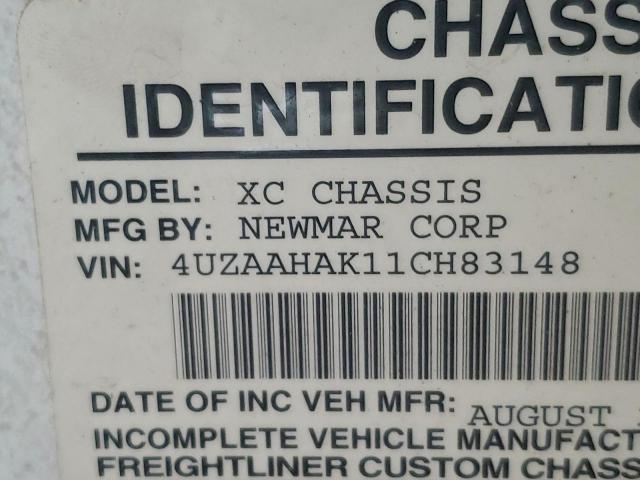 CHASS
IDENTIFICATIO
MODEL: XC CHASSIS
MFG BY: NEWMAR CORP
VIN: 4UZAAHAK11CH83148
DATE OF INC VEH MFR: AUGUST
INCOMPLETE VEHICLE MANUFACT
FREIGHTLINER CUSTOM CHASS